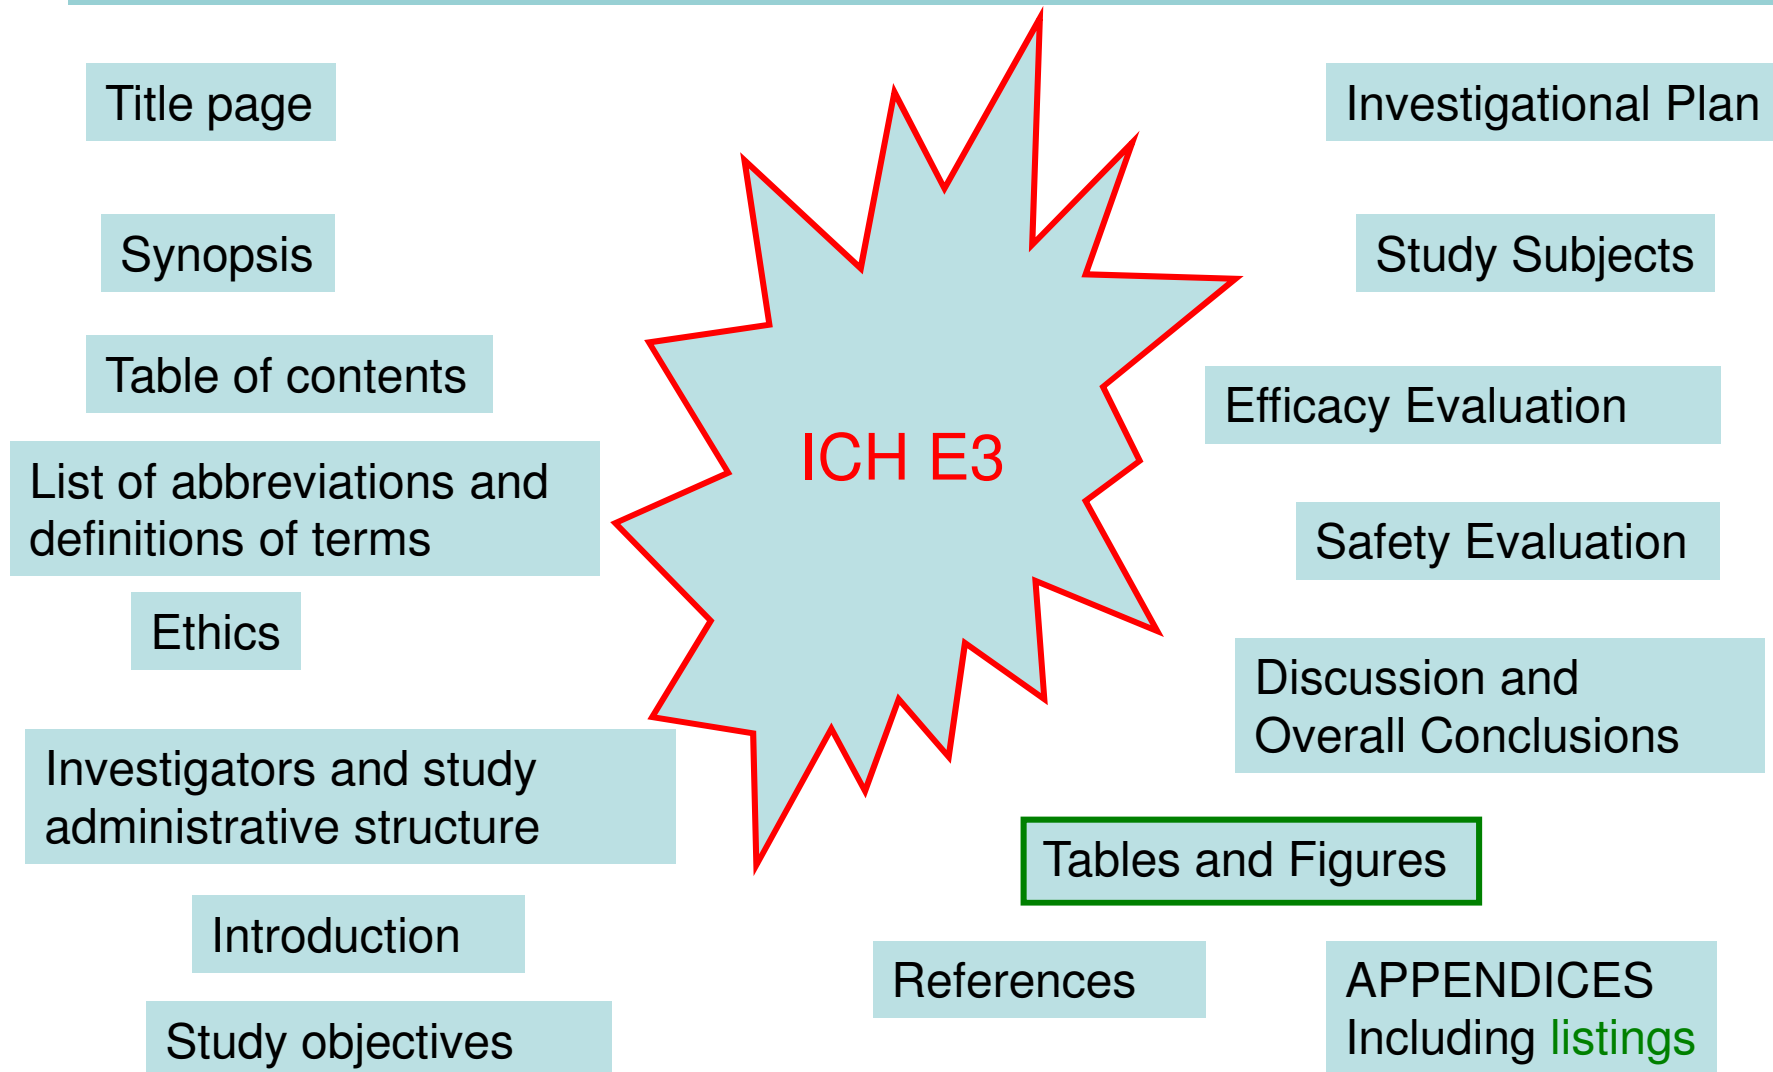 Title page
Synopsis
Table of contents
List of abbreviations and
definitions of terms
Ethics
Investigators and study
administrative structure
Introduction
Study objectives
ICH E3
Investigational Plan
Study Subjects
Efficacy Evaluation
Safety Evaluation
Discussion and
Overall Conclusions
Tables and Figures
References
APPENDICES
Including listings